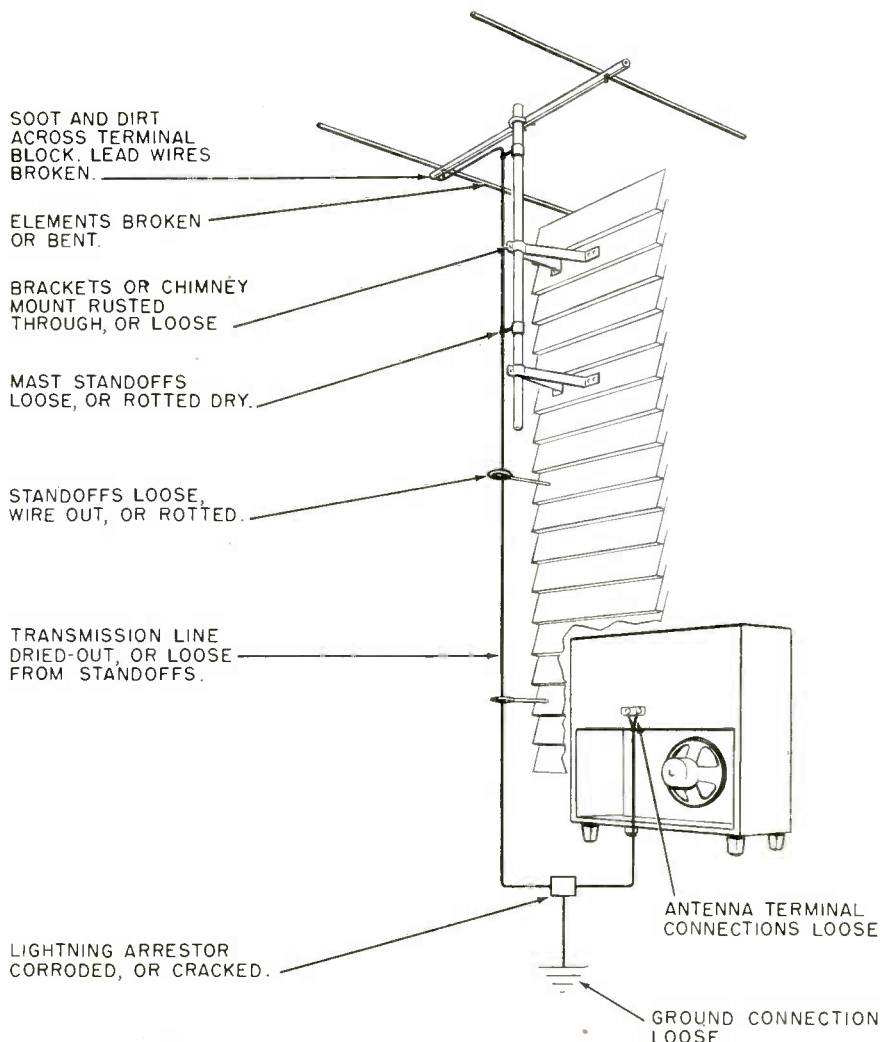 SOOT AND DIRT
ACROSS TERMINAL
BLOCK. LEAD WIRES
BROKEN.
ELEMENTS BROKEN
OR BENT.
BRACKETS OR CHIMNEY
MOUNT RUSTED
THROUGH, OR LOOSE
MAST STANDOFFS
LOOSE, OR ROTTED DRY.
STANDOFFS LOOSE,
WIRE OUT, OR ROTTED.
TRANSMISSION LINE
DRIED-OUT, OR LOOSE
FROM STANDOFFS.
ANTENNA TERMINAL
CONNECTIONS LOOSE
LIGHTNING ARRESTOR
CORRODED, OR CRACKED.
GROUND CONNECTION
LOOSE